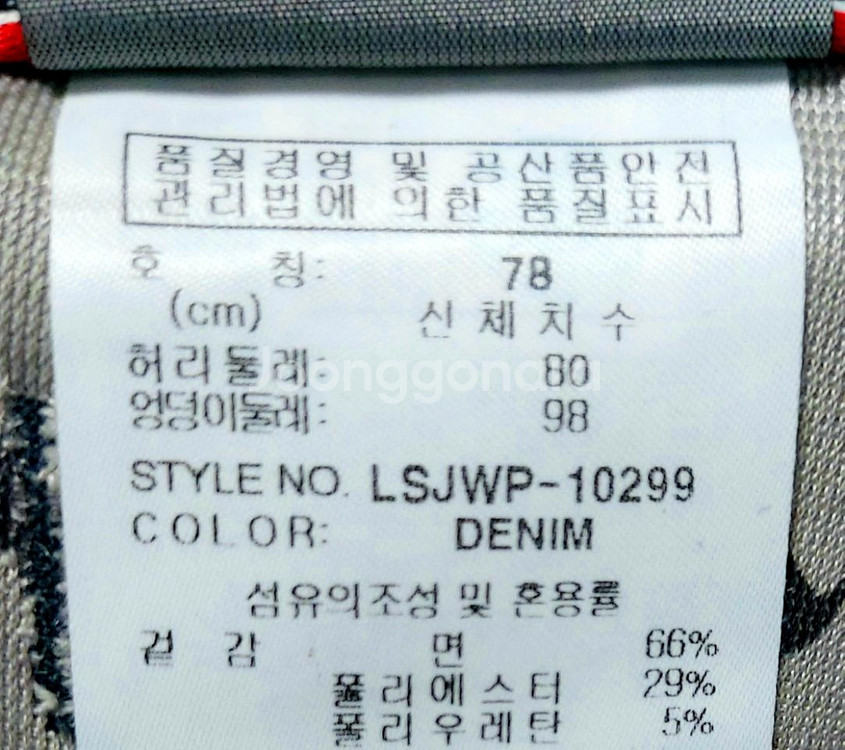 품질경영 및 공산품안전
관리법에 의한 품질표시
호 칭: 78
(cm) 신체치수
허리둘레: 80
엉덩이둘레: 98
STYLE NO. LSJWP-10299
COLOR: DENIM
섬유의조성 및 혼용률
겉 감 면 66%
폴리에스터 29%
폴리우레탄 5%